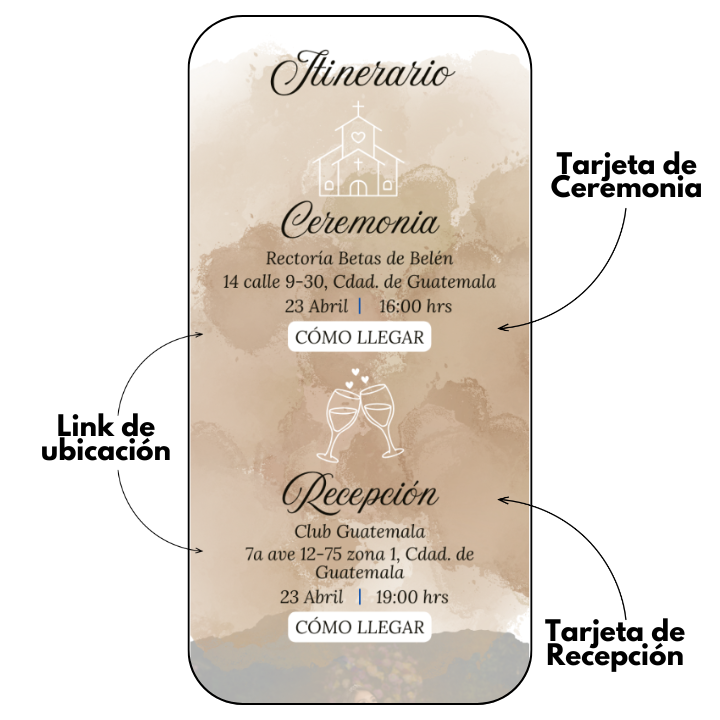 Itinerario
Ceremonia
Rectoría Betas de Belén
14 calle 9-30, Cdad. de Guatemala
23 Abril | 16:00 hrs
CÓMO LLEGAR
Recepción
Club Guatemala
7a ave 12-75 zona 1, Cdad. de
Guatemala
23 Abril | 19:00 hrs
CÓMO LLEGAR
Tarjeta de
Ceremonia
Link de
ubicación
Tarjeta de
Recepción